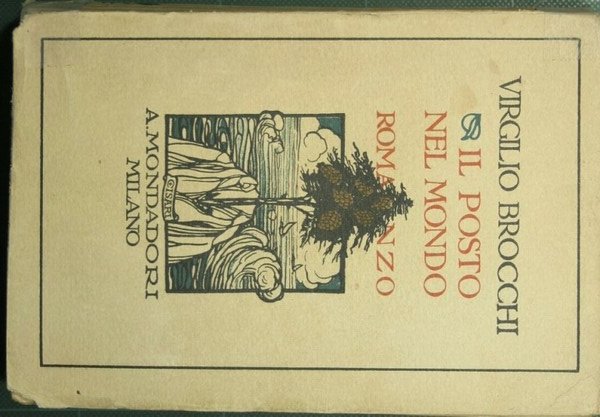 VIRGILIO BROCCHI
IL POSTO
NEL MONDO
ROMANZO
A. MONDADORI
MILANO